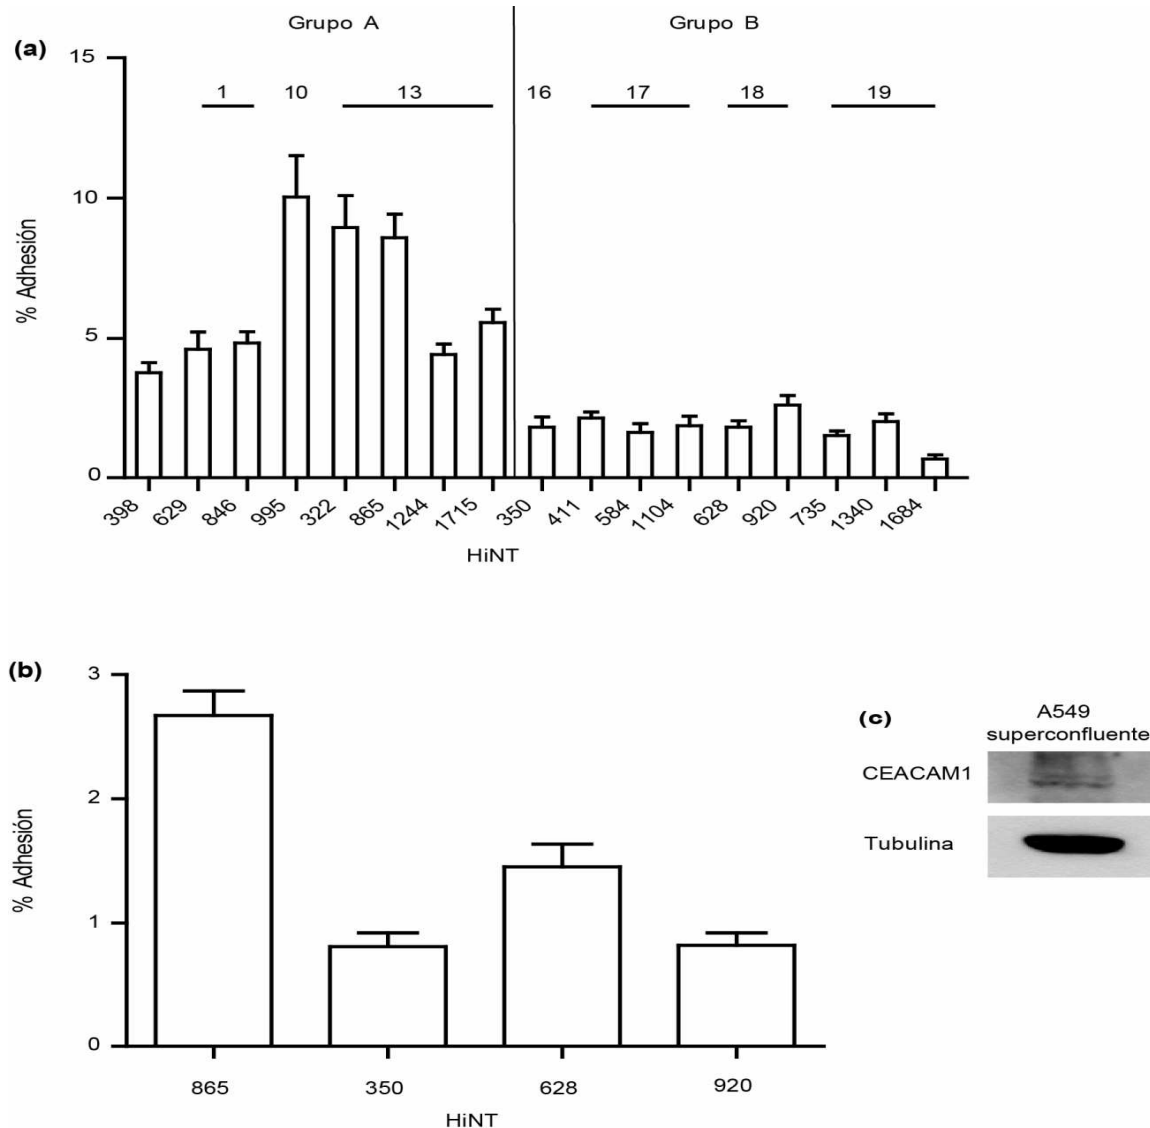 Grupo A
Grupo B
(a)
15
10
5
0
% Adhesión
1
10
13
16
17
18
19
398
629
846
995
322
865
1244
1715
350
411
584
1104
628
920
735
1340
1684
HiNT
(b)
3
2
1
0
% Adhesión
865
350
628
920
HiNT
(c)
A549
superconfluente
CEACAM1
Tubulina